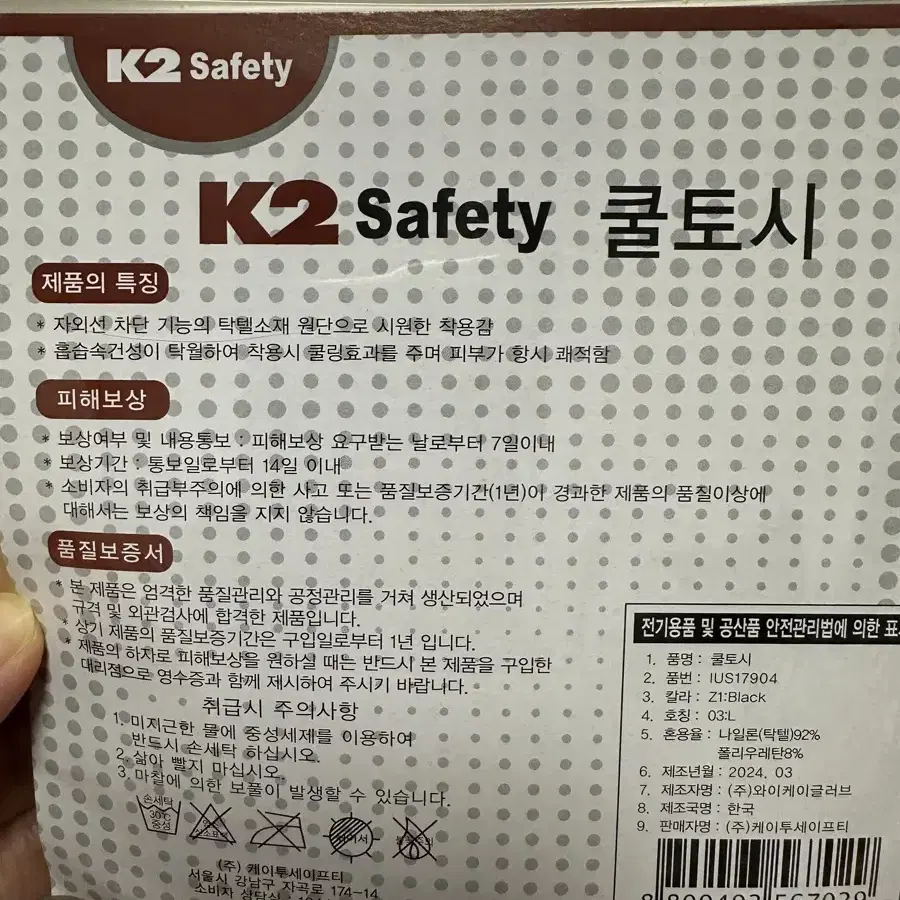 K2 Safety
K2 Safety 쿨토시
제품의 특징
* 자외선 차단 기능의 탁텔소재 원단으로 시원한 착용감
* 흡습속건성이 탁월하여 착용시 쿨링효과를 주며 피부가 항시 쾌적함
피해보상
* 보상여부 및 내용통보 : 피해보상 요구받는 날로부터 7일이내
* 보상기간 : 통보일로부터 14일 이내
* 소비자의 취급부주의에 의한 사고 또는 품질보증기간(1년)이 경과한 제품의 품질이상에
대해서는 보상의 책임을 지지 않습니다.
품질보증서
* 본 제품은 엄격한 품질관리와 공정관리를 거쳐 생산되었으며
규격 및 외관검사에 합격한 제품입니다.
* 상기 제품의 품질보증기간은 구입일로부터 1년 입니다.
* 제품의 하자로 피해보상을 원하실 때는 반드시 본 제품을 구입한
대리점으로 영수증과 함께 제시하여 주시기 바랍니다.
취급시 주의사항
1. 미지근한 물에 중성세제를 이용하여
반드시 손세탁 하십시오.
2. 삶아 빨지 마십시오.
3. 마찰에 의한 보풀이 발생할 수 있습니다.
손세탁
30℃
중성
(주) 케이투세이프티
서울시 강남구 자곡로 174-14
소비자 상담실 :
전기용품 및 공산품 안전관리법에 의한
1. 품명 : 쿨토시
2. 품번 : IUS17904
3. 칼라 : Z1:Black
4. 호칭 : 03:L
5. 혼용율 : 나일론(탁텔)92%
폴리우레탄8%
6. 제조년월 : 2024. 03
7. 제조자명 : (주)와이케이글러브
8. 제조국명 : 한국
9. 판매자명 : (주)케이투세이프티